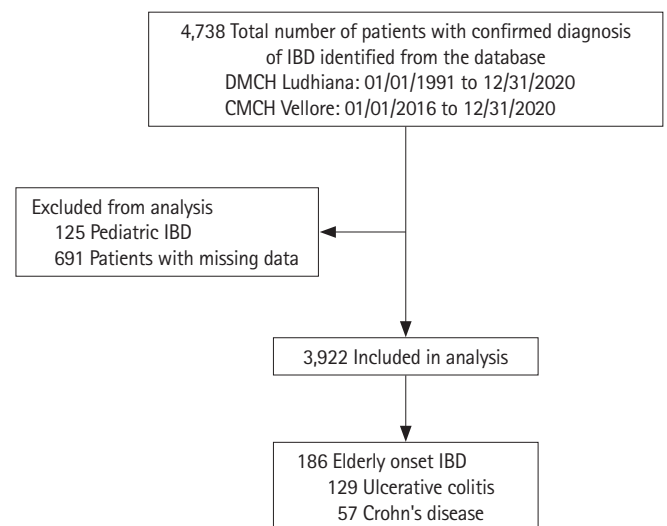 4,738 Total number of patients with confirmed diagnosis
of IBD identified from the database
DMCH Ludhiana: 01/01/1991 to 12/31/2020
CMCH Vellore: 01/01/2016 to 12/31/2020
Excluded from analysis
125 Pediatric IBD
691 Patients with missing data
3,922 Included in analysis
186 Elderly onset IBD
129 Ulcerative colitis
57 Crohn's disease